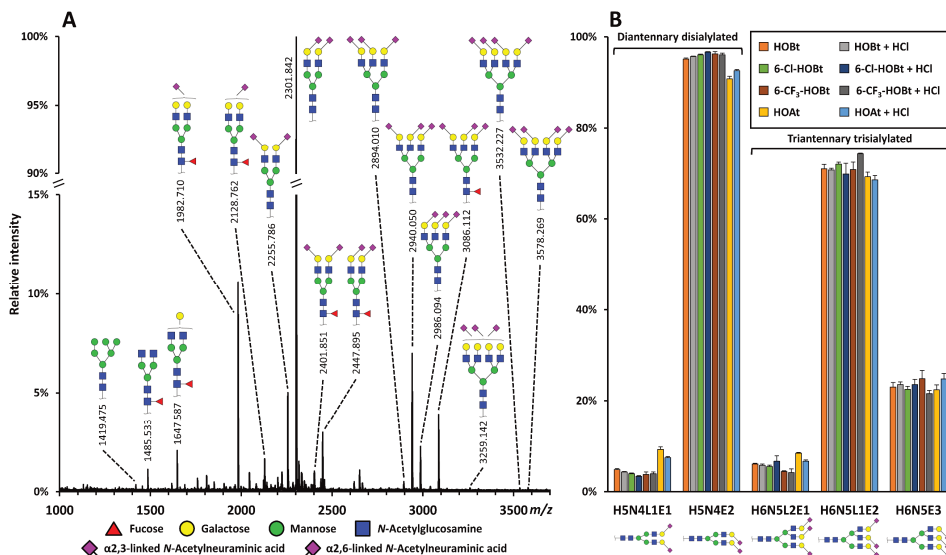 A
Relative intensity
100%
95%
90%
15%
10%
5%
0%
1000
1500
2000
2500
3000
3500
m/z
1419.475
1485.533
1647.587
1982.710
2128.762
2255.786
2301.842
2401.851
2447.895
2894.010
2940.050
2986.094
3086.112
3259.142
3532.227
3578.269
Fucose
Galactose
Mannose
N-Acetylglucosamine
α2,3-linked N-Acetylneuraminic acid
α2,6-linked N-Acetylneuraminic acid
B
100%
80%
60%
40%
20%
0%
Diantennary disialylated
HOBt
HOBt + HCl
6-Cl-HOBt
6-Cl-HOBt + HCl
6-CF₃-HOBt
6-CF₃-HOBt + HCl
HOAt
HOAt + HCl
Triantennary trisialylated
H5N4L1E1
H5N4E2
H6N5L2E1
H6N5L1E2
H6N5E3